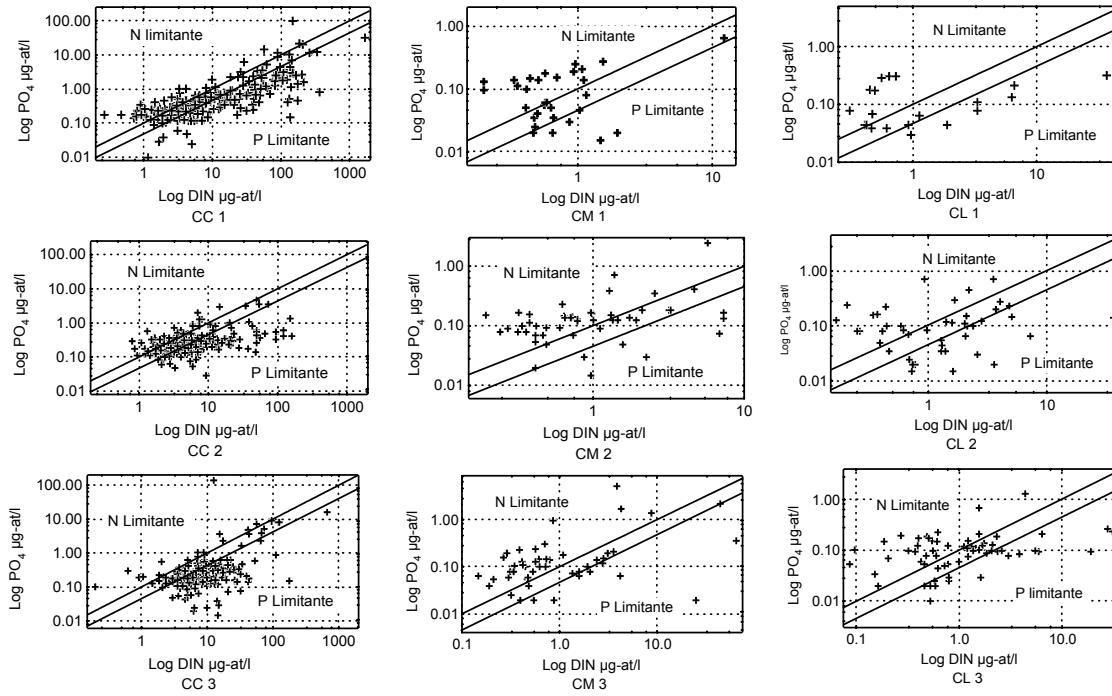 100.00
10.00
1.00
0.10
0.01
Log PO4 µg-at/l
N limitante
P Limitante
1
10
100
1000
Log DIN µg-at/l
CC 1
1.00
0.10
0.01
Log PO4 µg-at/l
N Limitante
P Limitante
1.0
10
Log DIN µg-at/l
CM 1
1.00
0.10
0.01
Log PO4 µg-at/l
N Limitante
P Limitante
1.0
10
Log DIN µg-at/l
CL 1
100.00
10.00
1.00
0.10
0.01
Log PO4 µg-at/l
N Limitante
P Limitante
1
10
100
1000
Log DIN µg-at/l
CC 2
1.00
0.10
0.01
Log PO4 µg-at/l
N Limitante
P Limitante
1.0
10
Log DIN µg-at/l
CM 2
1.00
0.10
0.01
Log PO4 µg-at/l
N Limitante
P Limitante
1.0
10
Log DIN µg-at/l
CL 2
100.00
10.00
1.00
0.10
0.01
Log PO4 µg-at/l
N Limitante
P Limitante
1
10
100
1000
Log DIN µg-at/l
CC 3
1.00
0.10
0.01
Log PO4 µg-at/l
N Limitante
P Limitante
0.1
1.0
10.0
Log DIN µg-at/l
CM 3
1.00
0.10
0.01
Log PO4 µg-at/l
N Limitante
P limitante
0.1
1.0
10.0
Log DIN µg-at/l
CL 3